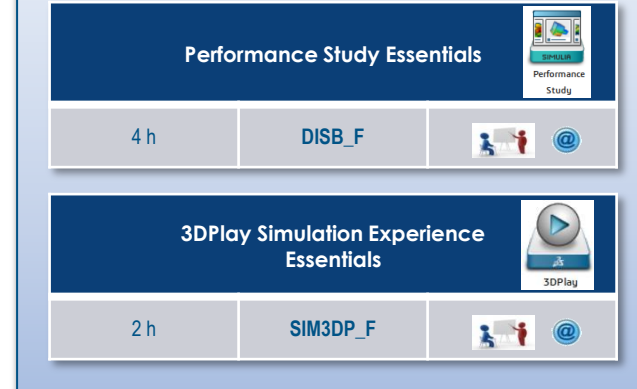 Performance Study Essentials
SIMULIA
Performance
Study
4 h
DISB_F
@
3DPlay Simulation Experience
Essentials
3DPlay
2 h
SIM3DP_F
@